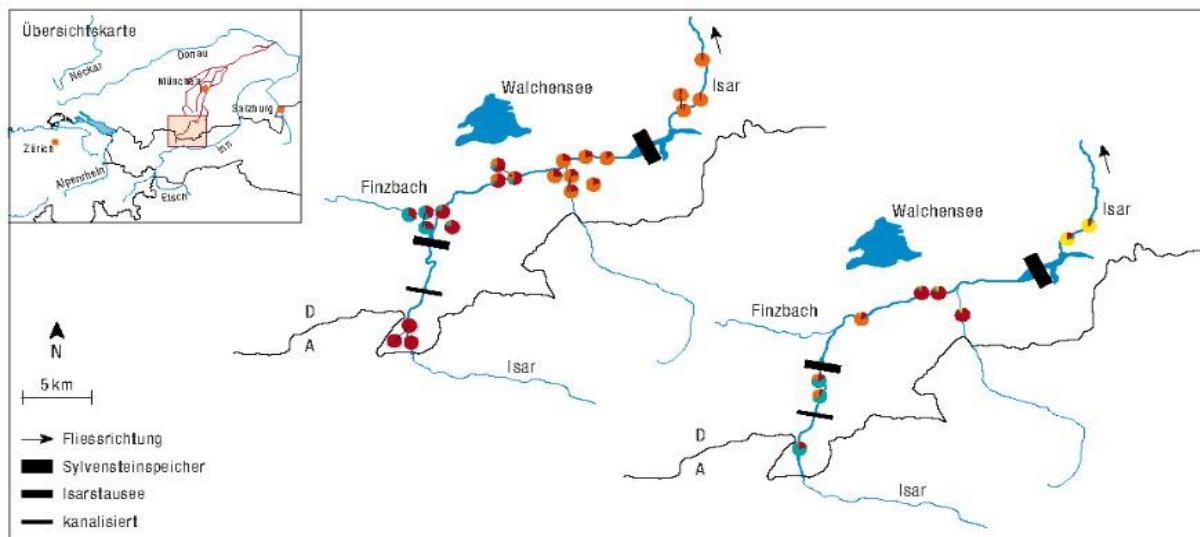 Übersichtskarte
Neckar
Donau
München
Salzburg
Zürich
Inn
Alpenrhein
Etsch
Walchensee
Isar
Finzbach
D
A
Isar
Walchensee
Isar
Finzbach
D
A
Isar
N
5 km
Fliessrichtung
Sylvensteinspeicher
Isarstausee
kanalisiert